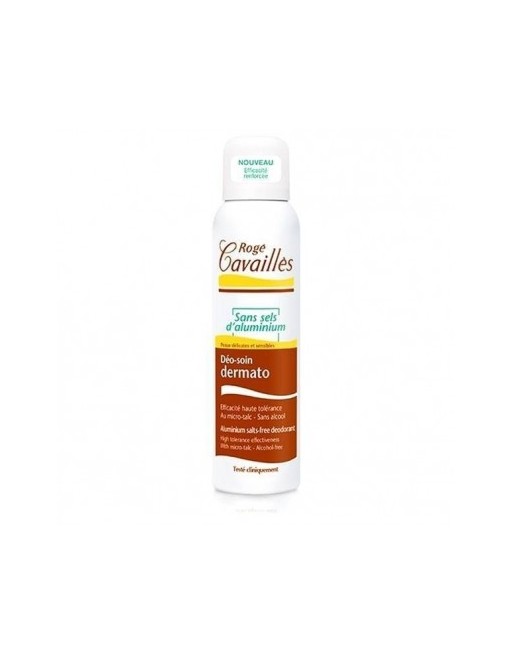 NOUVEAU
Efficacité
renforcée
Rogé
Cavaillès
Sans sels
d'aluminium
Peaux délicates et sensibles
Déo-soin
dermato
Efficacité haute tolérance
Au micro-talc - Sans alcool
Aluminium salts-free deodorant
High tolerance effectiveness
With micro-talc - Alcohol-free
Testé cliniquement